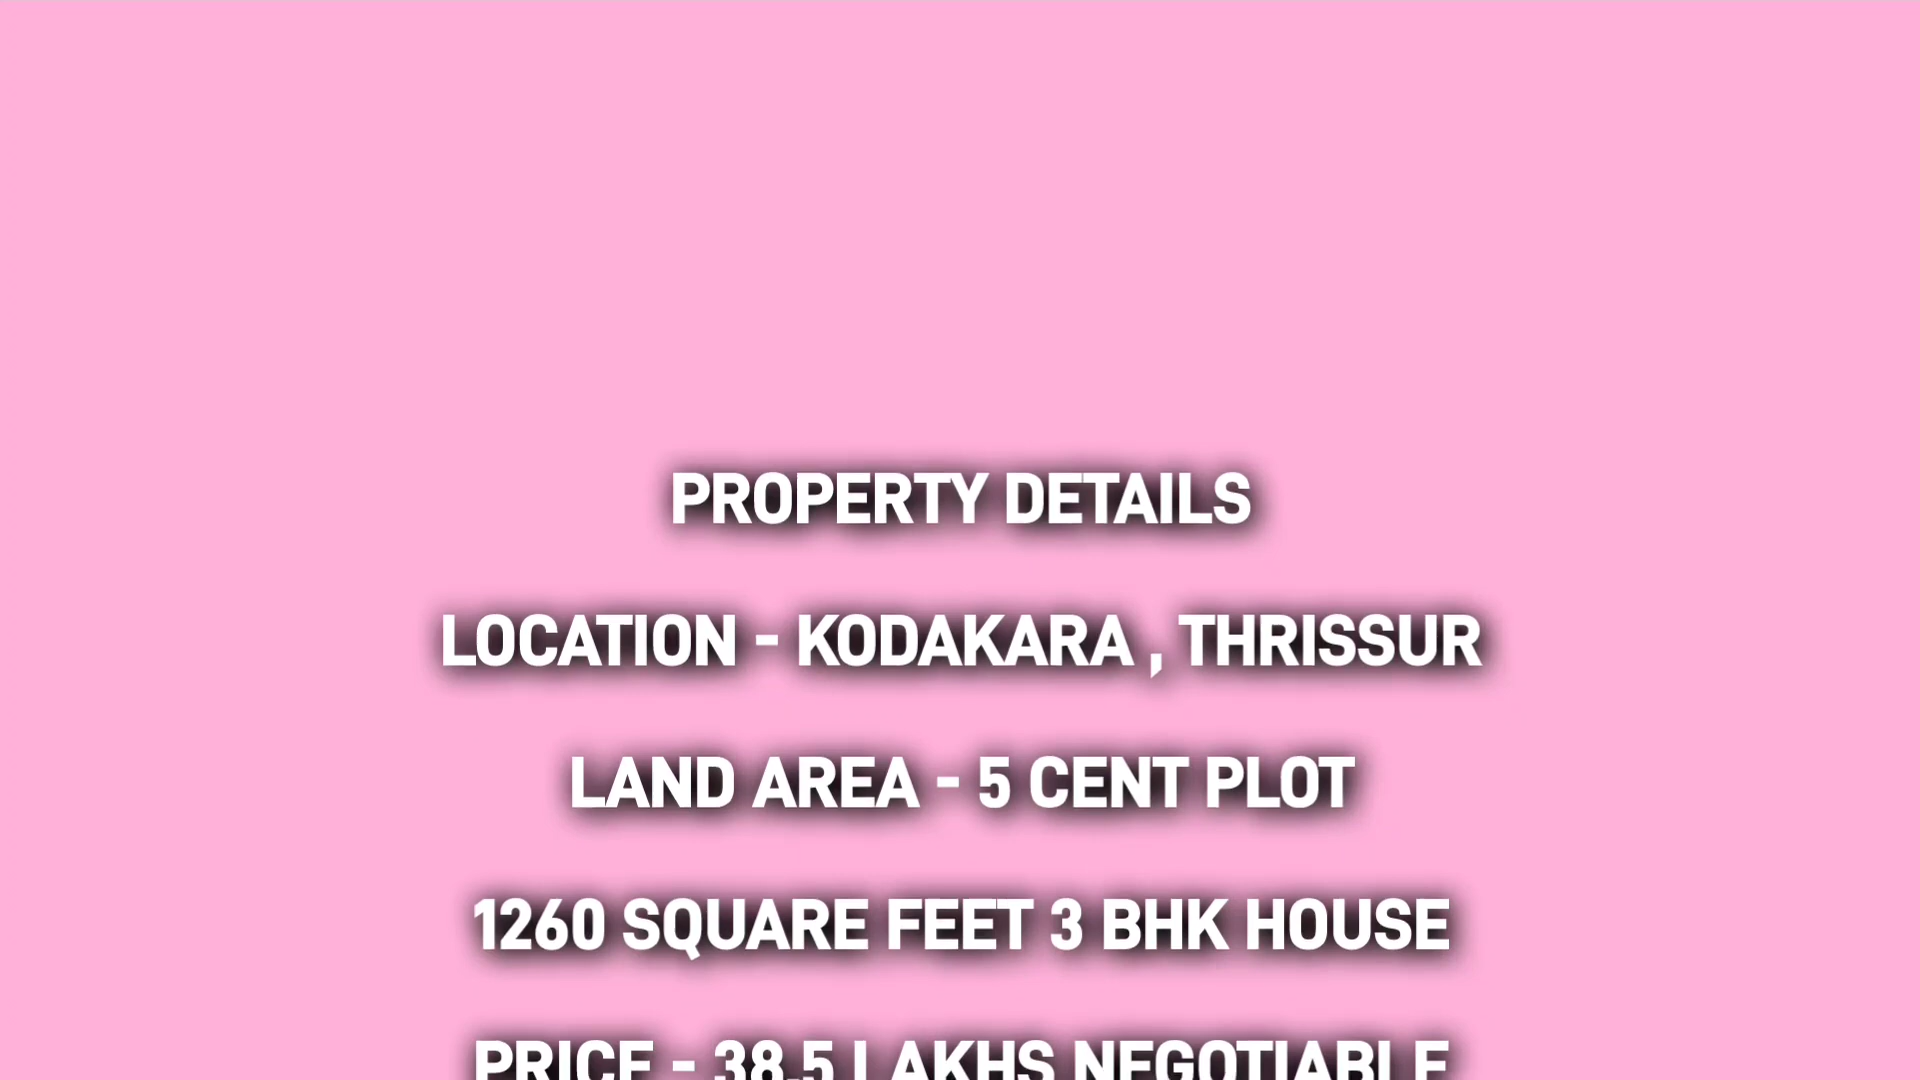 PROPERTY DETAILS
LOCATION - KODAKARA , THRISSUR
LAND AREA - 5 CENT PLOT
1260 SQUARE FEET 3 BHK HOUSE
PRICE - 38.5 LAKHS NEGOTIABLE